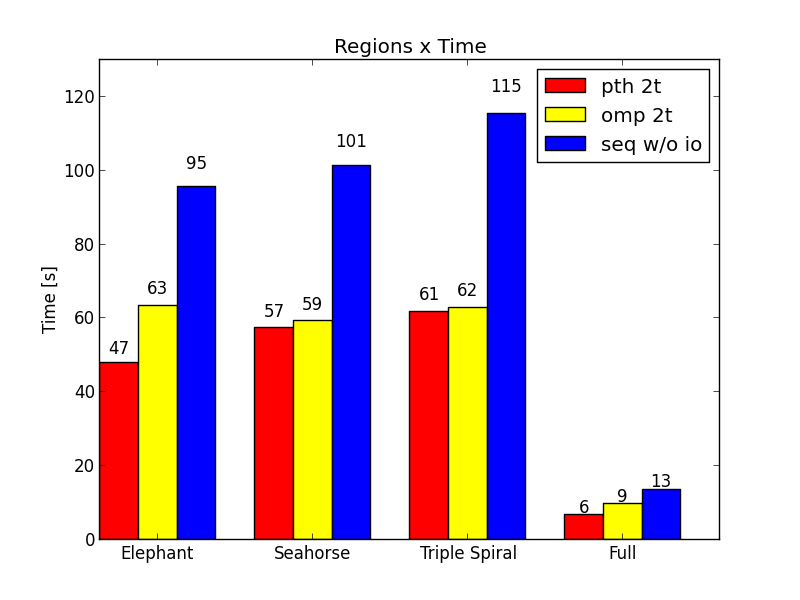 Regions x Time
pth 2t
omp 2t
seq w/o io
Time [s]
120
100
80
60
40
20
0
47
63
95
57
59
101
61
62
115
6
9
13
Elephant
Seahorse
Triple Spiral
Full